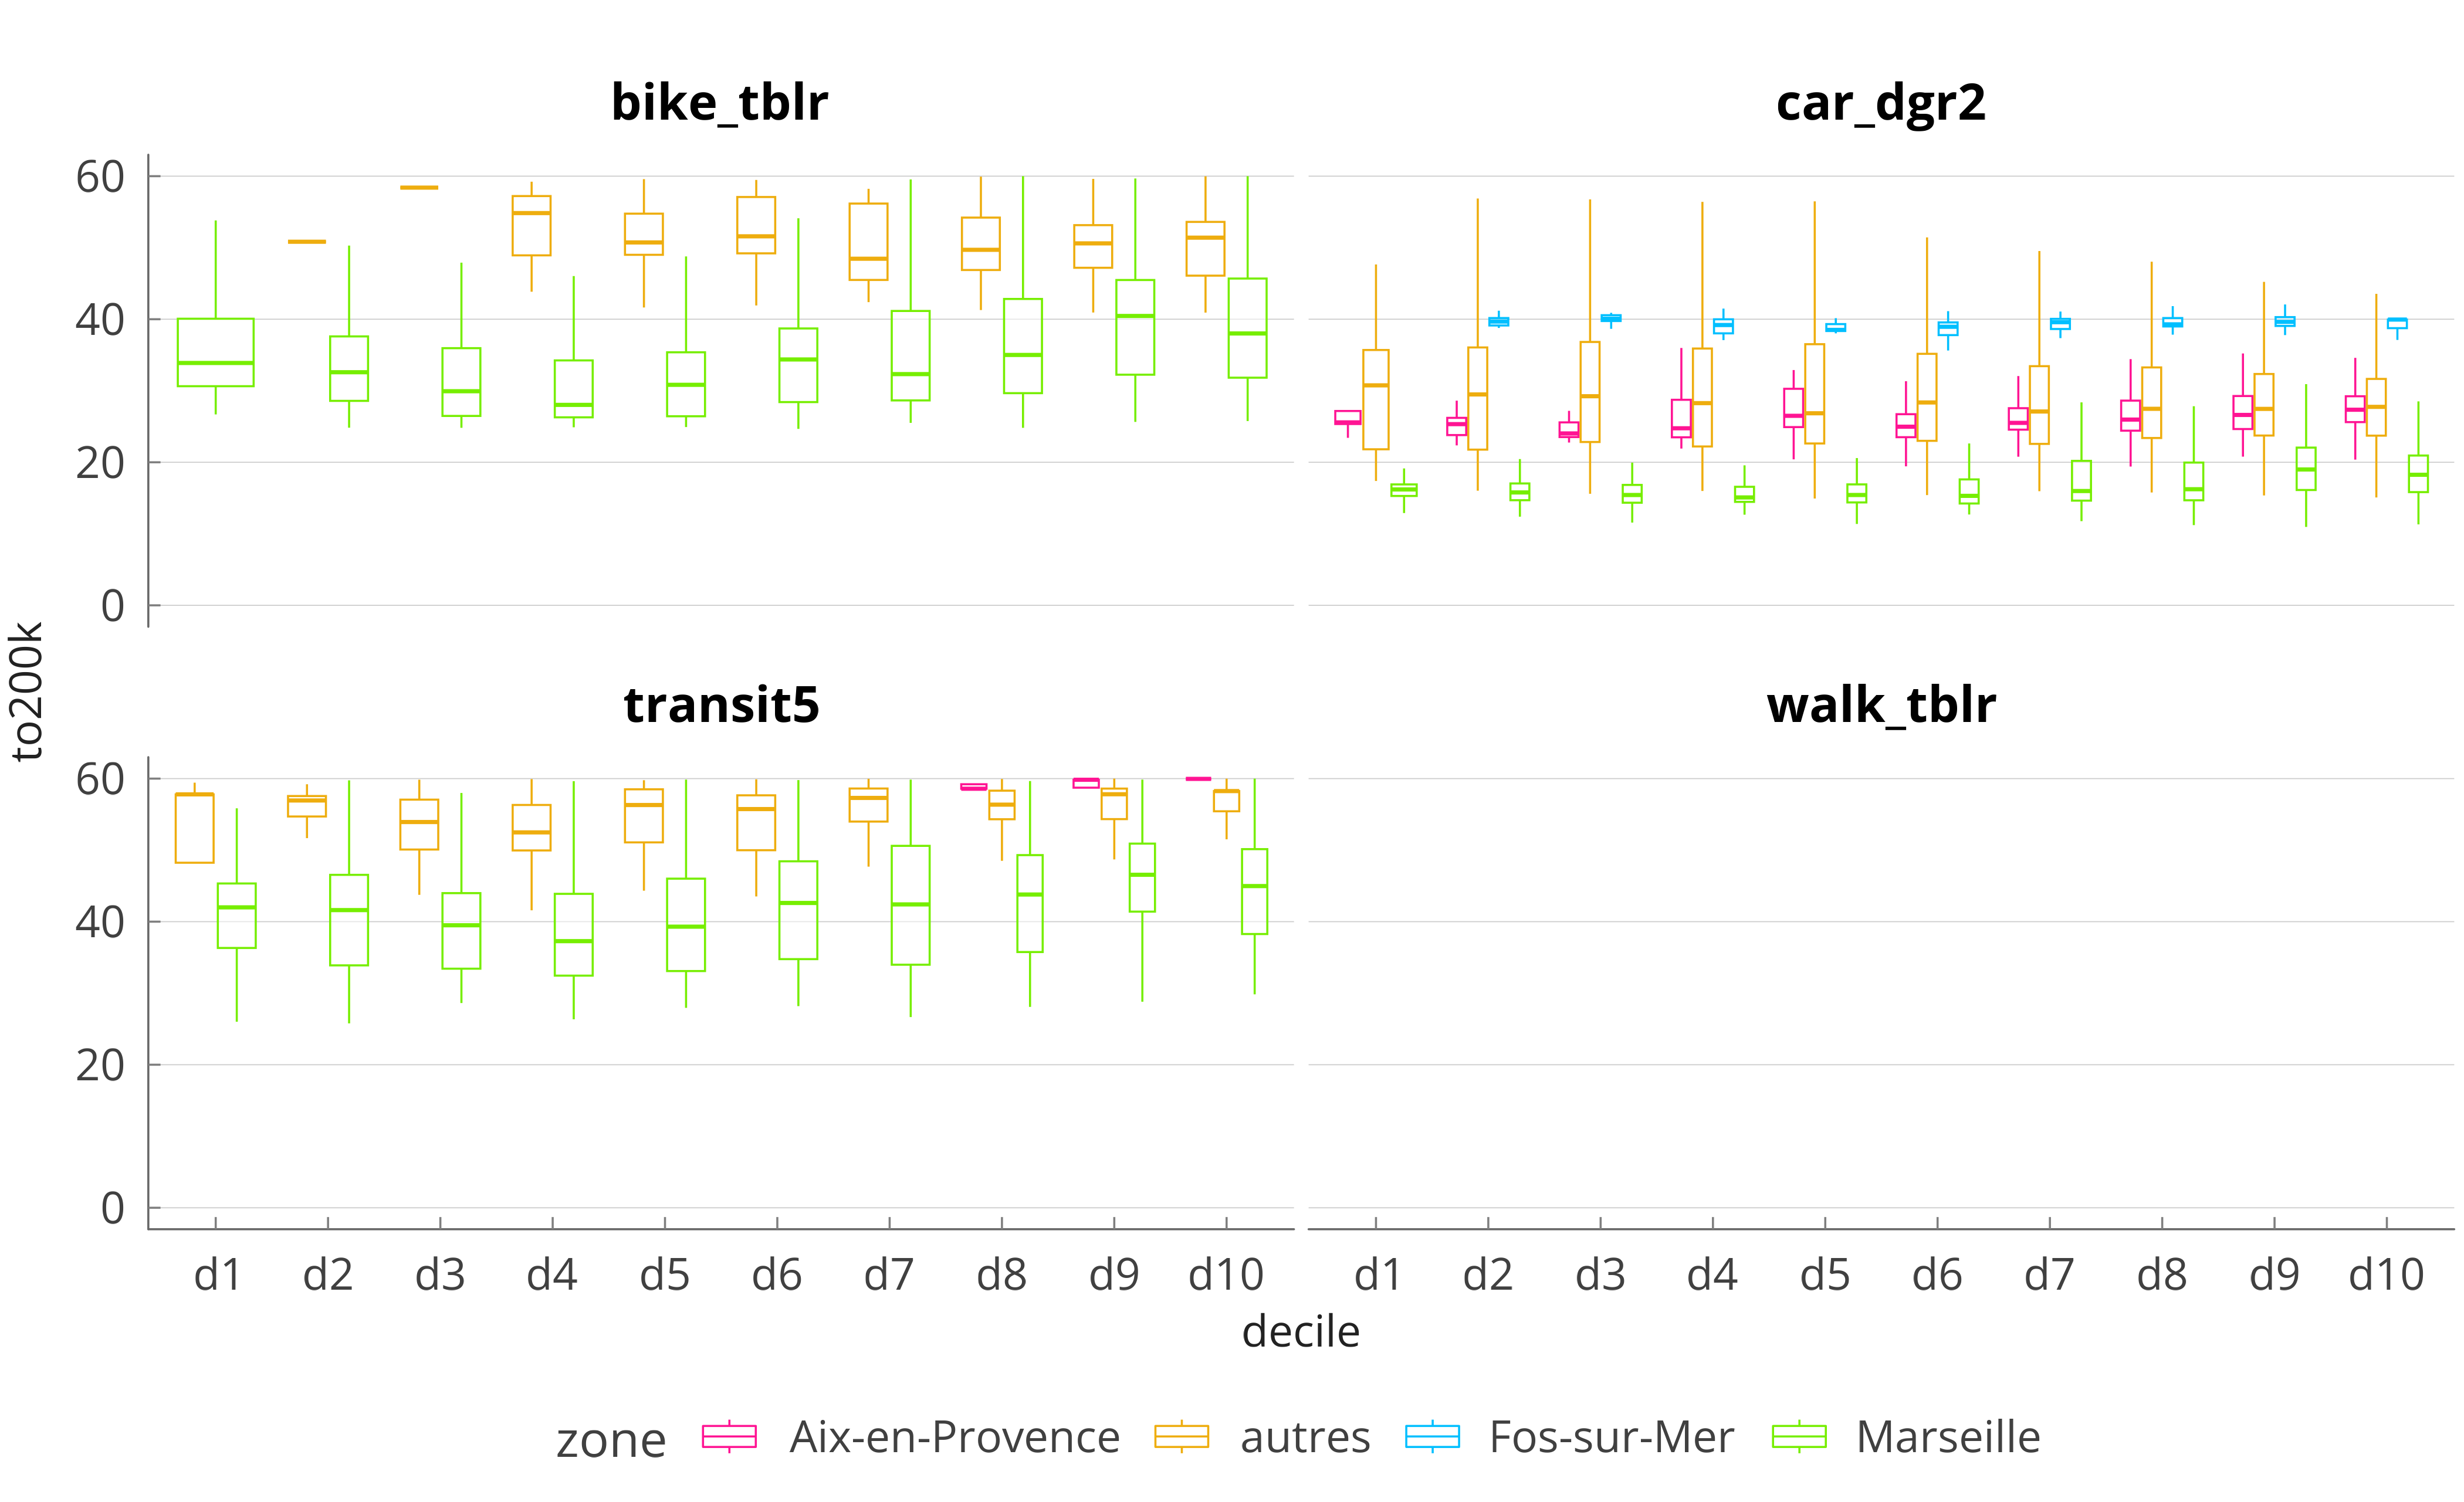 bike_tblr car_dgr2
60
40
20
0
to200k
transit5 walk_tblr
60
40
20
0
d1 d2 d3 d4 d5 d6 d7 d8 d9 d10 d1 d2 d3 d4 d5 d6 d7 d8 d9 d10
decile
zone Aix-en-Provence autres Fos-sur-Mer Marseille